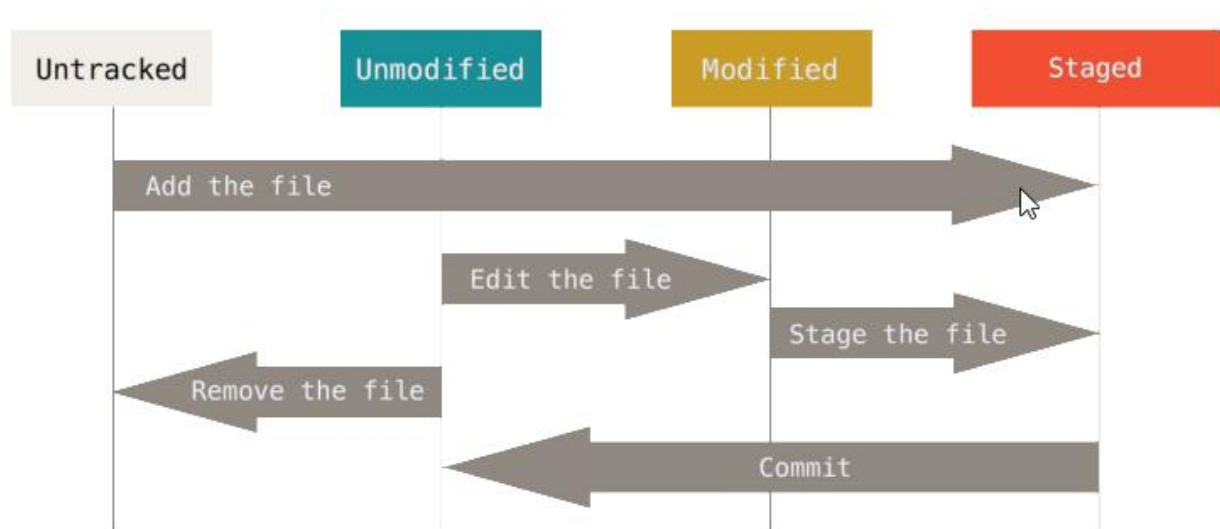 Untracked
Unmodified
Modified
Staged
Add the file
Edit the file
Stage the file
Remove the file
Commit